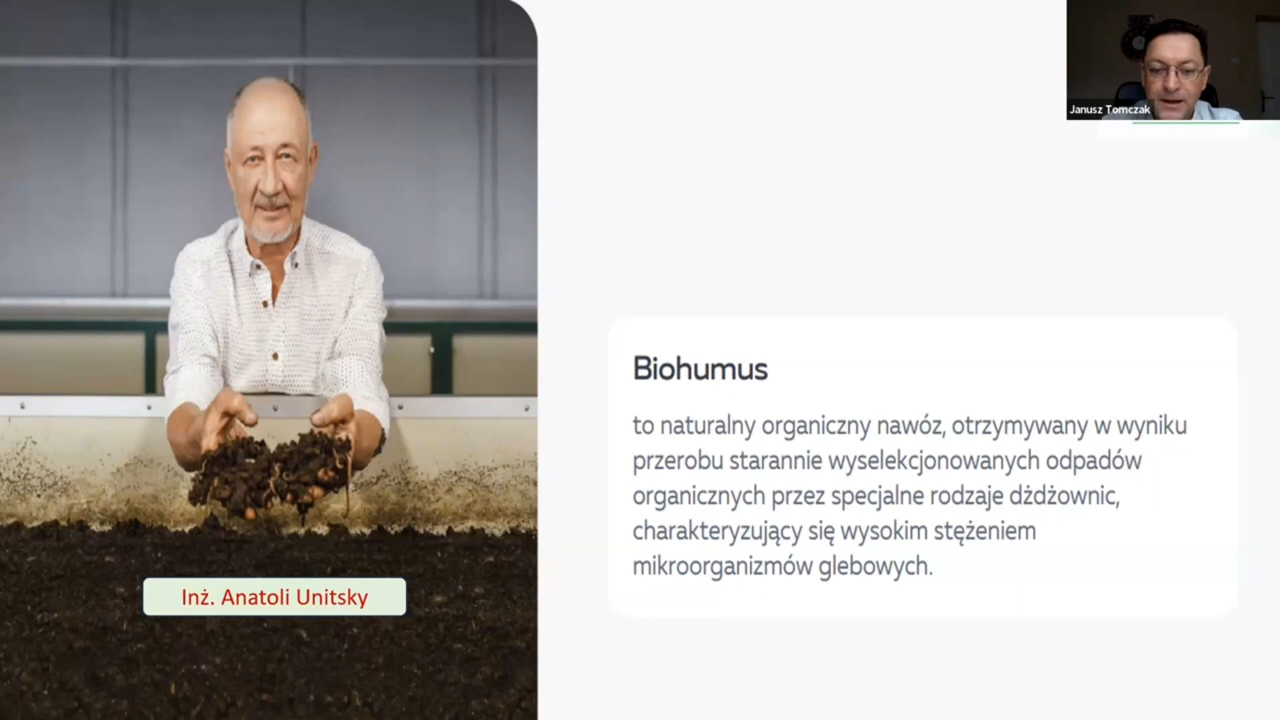 Janusz Tomczak
Biohumus
to naturalny organiczny nawóz, otrzymywany w wyniku
przerobu starannie wyselekcjonowanych odpadów
organicznych przez specjalne rodzaje dżdżownic,
charakteryzujący się wysokim stężeniem
mikroorganizmów glebowych.
Inż. Anatoli Unitsky